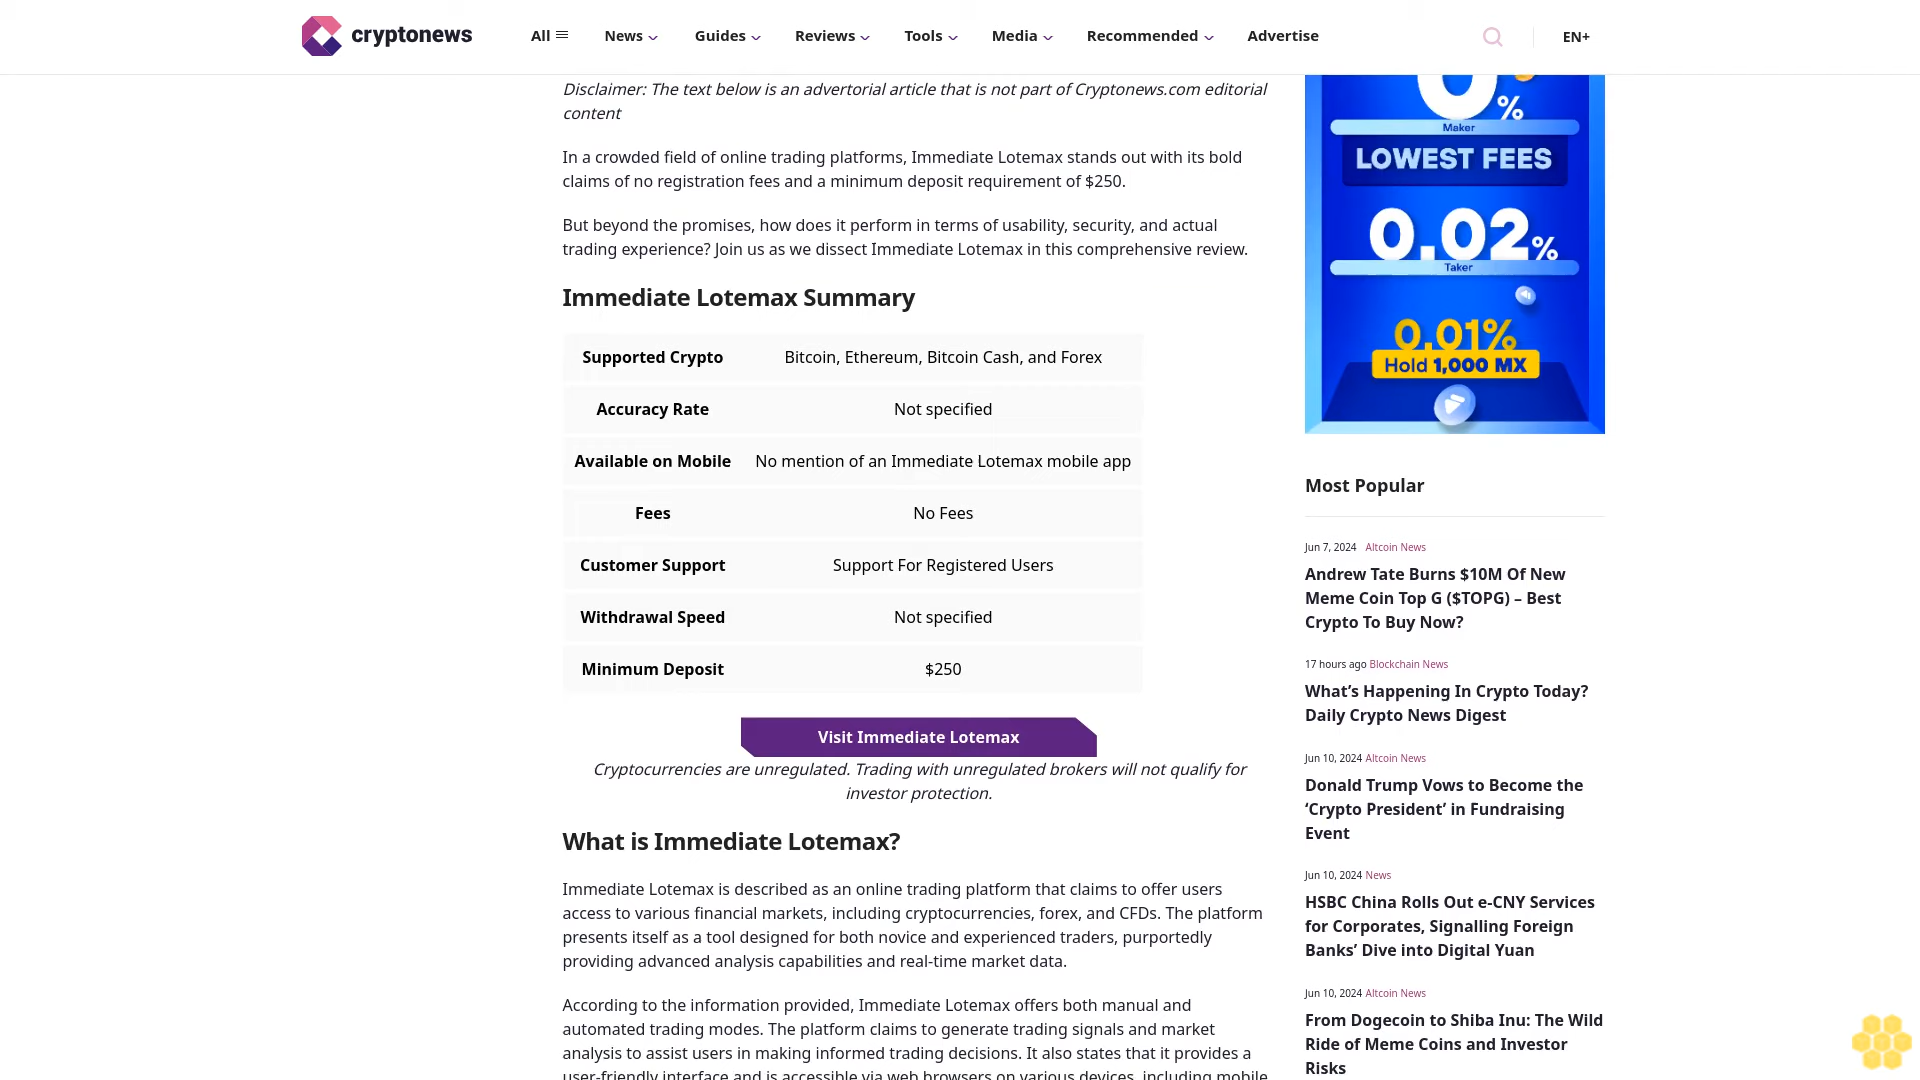 cryptonews
All
News
Guides
Reviews
Tools
Media
Recommended
Advertise
EN+
Disclaimer: The text below is an advertorial article that is not part of Cryptonews.com editorial
content
In a crowded field of online trading platforms, Immediate Lotemax stands out with its bold
claims of no registration fees and a minimum deposit requirement of $250.
But beyond the promises, how does it perform in terms of usability, security, and actual
trading experience? Join us as we dissect Immediate Lotemax in this comprehensive review.
Immediate Lotemax Summary
Supported Crypto Bitcoin, Ethereum, Bitcoin Cash, and Forex
Accuracy Rate Not specified
Available on Mobile No mention of an Immediate Lotemax mobile app
Fees No Fees
Customer Support Support For Registered Users
Withdrawal Speed Not specified
Minimum Deposit $250
Visit Immediate Lotemax
Cryptocurrencies are unregulated. Trading with unregulated brokers will not qualify for
investor protection.
What is Immediate Lotemax?
Immediate Lotemax is described as an online trading platform that claims to offer users
access to various financial markets, including cryptocurrencies, forex, and CFDs. The platform
presents itself as a tool designed for both novice and experienced traders, purportedly
providing advanced analysis capabilities and real-time market data.
According to the information provided, Immediate Lotemax offers both manual and
automated trading modes. The platform claims to generate trading signals and market
analysis to assist users in making informed trading decisions. It also states that it provides a
user-friendly interface and is accessible via web browsers on various devices, including mobile
0%
Maker
LOWEST FEES
0.02%
Taker
0.01%
Hold 1,000 MX
Most Popular
Jun 7, 2024 Altcoin News
Andrew Tate Burns $10M Of New
Meme Coin Top G ($TOPG) – Best
Crypto To Buy Now?
17 hours ago Blockchain News
What’s Happening In Crypto Today?
Daily Crypto News Digest
Jun 10, 2024 Altcoin News
Donald Trump Vows to Become the
‘Crypto President’ in Fundraising
Event
Jun 10, 2024 News
HSBC China Rolls Out e-CNY Services
for Corporates, Signalling Foreign
Banks’ Dive into Digital Yuan
Jun 10, 2024 Altcoin News
From Dogecoin to Shiba Inu: The Wild
Ride of Meme Coins and Investor
Risks